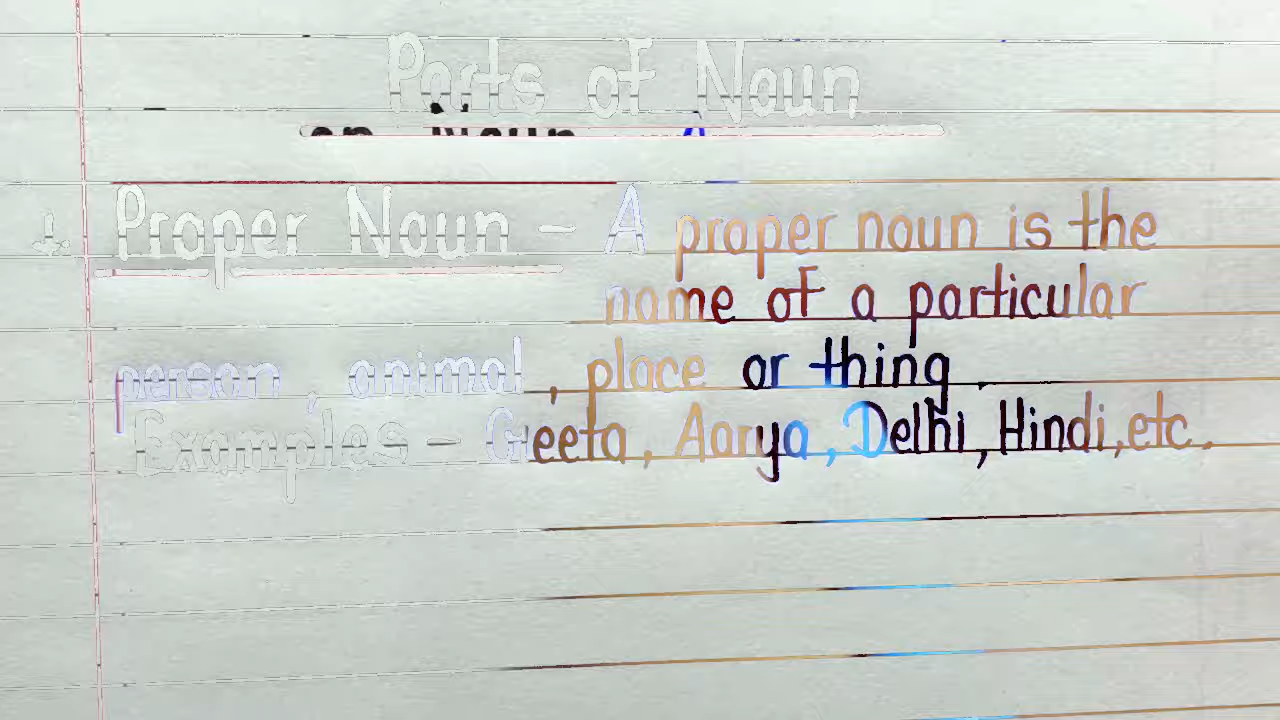 Parts of Noun
1. Proper Noun - A proper noun is the
name of a particular
person, animal, place or thing.
Examples - Geeta, Aarya, Delhi, Hindi, etc.